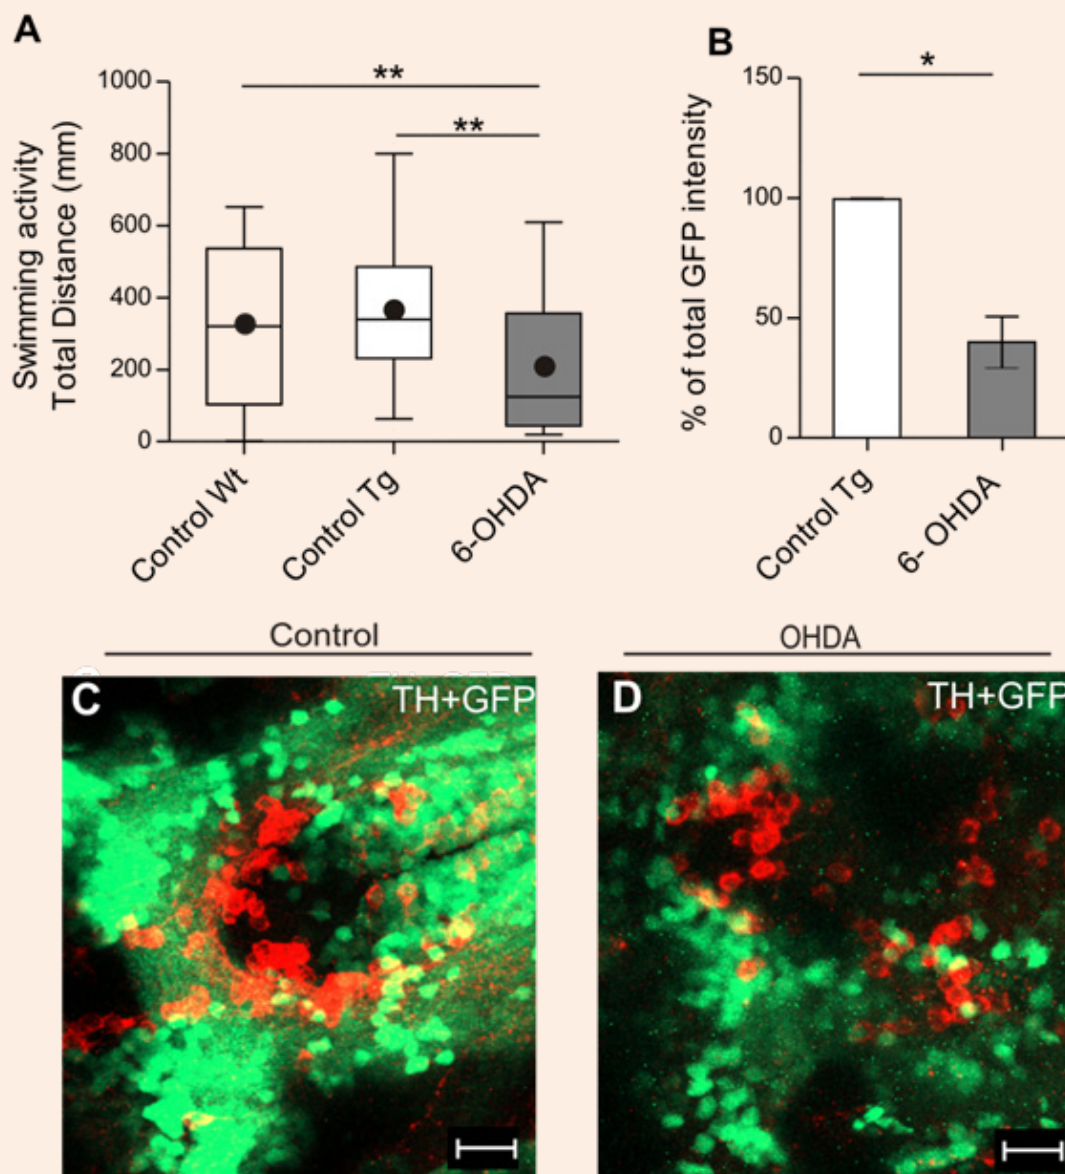 A
Swimming activity
Total Distance (mm)
1000
800
600
400
200
0
**
**
Control Wt
Control Tg
6-OHDA
B
% of total GFP intensity
150
100
50
0
*
Control Tg
6- OHDA
Control
OHDA
C
TH+GFP
D
TH+GFP